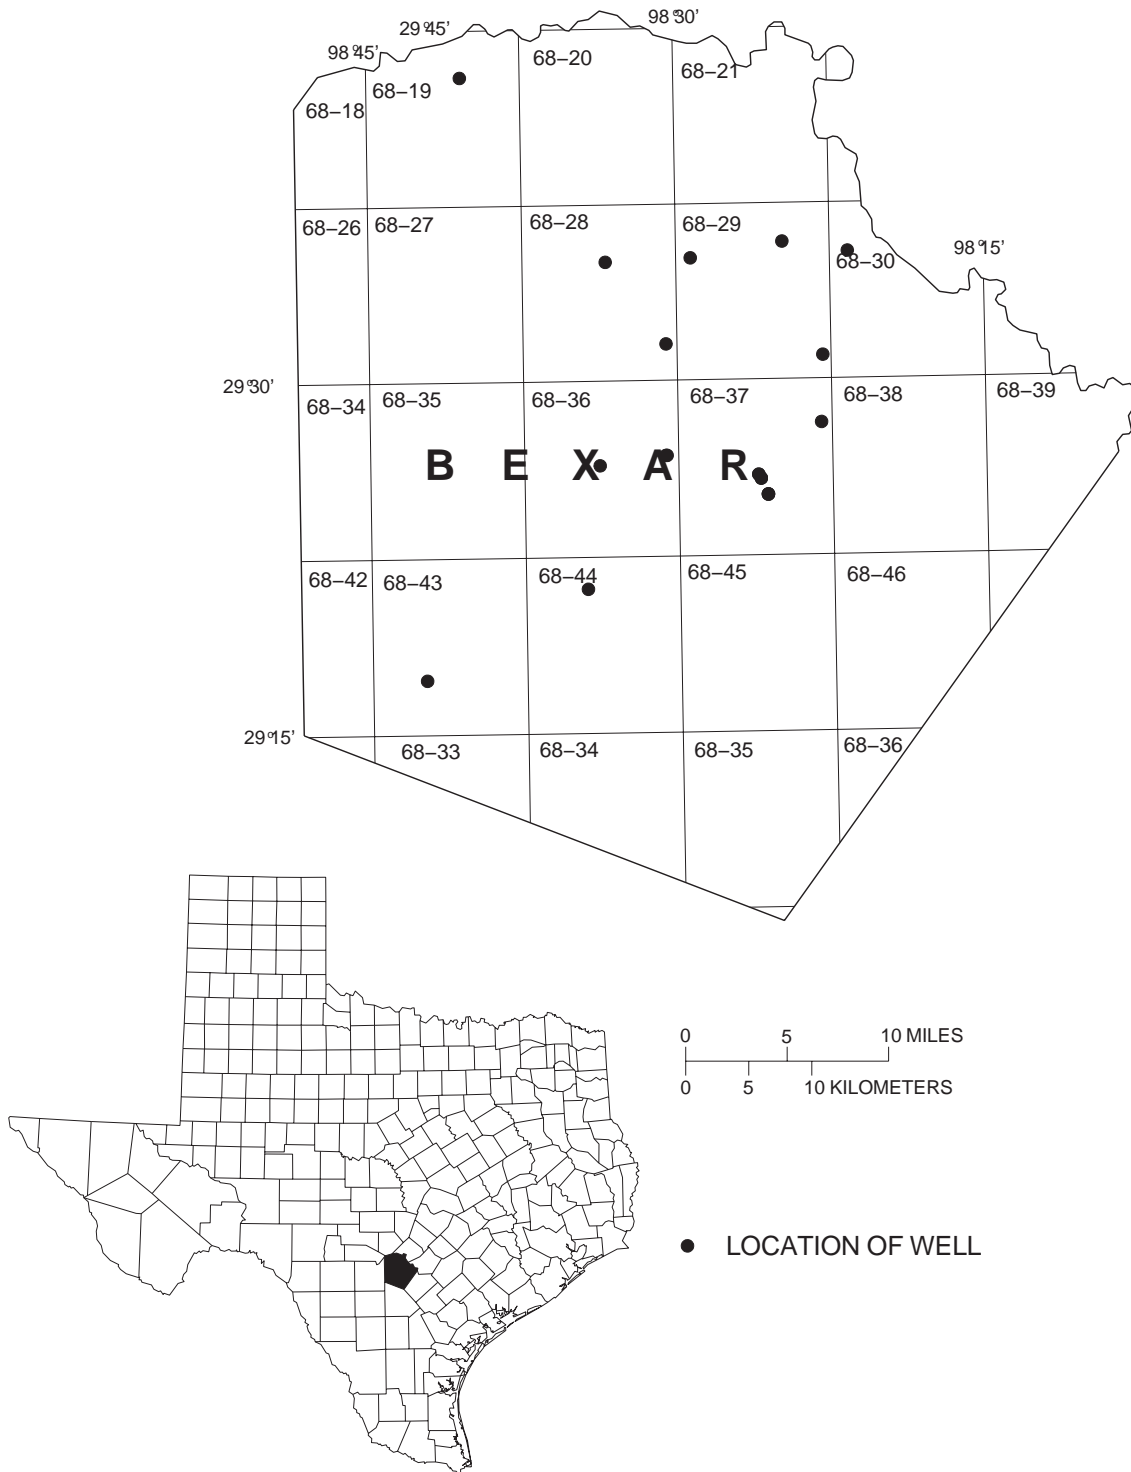 98°30'
29°45'
98°45'
68–20
68–21
68–19
68–18
68–26 68–27 68–28 68–29
68–30
98°15'
29°30'
68–34 68–35 68–36 68–37 68–38 68–39
B E X A R
68–42 68–43 68–44 68–45 68–46
29°15'
68–33 68–34 68–35 68–36
0 5 10 MILES
0 5 10 KILOMETERS
LOCATION OF WELL